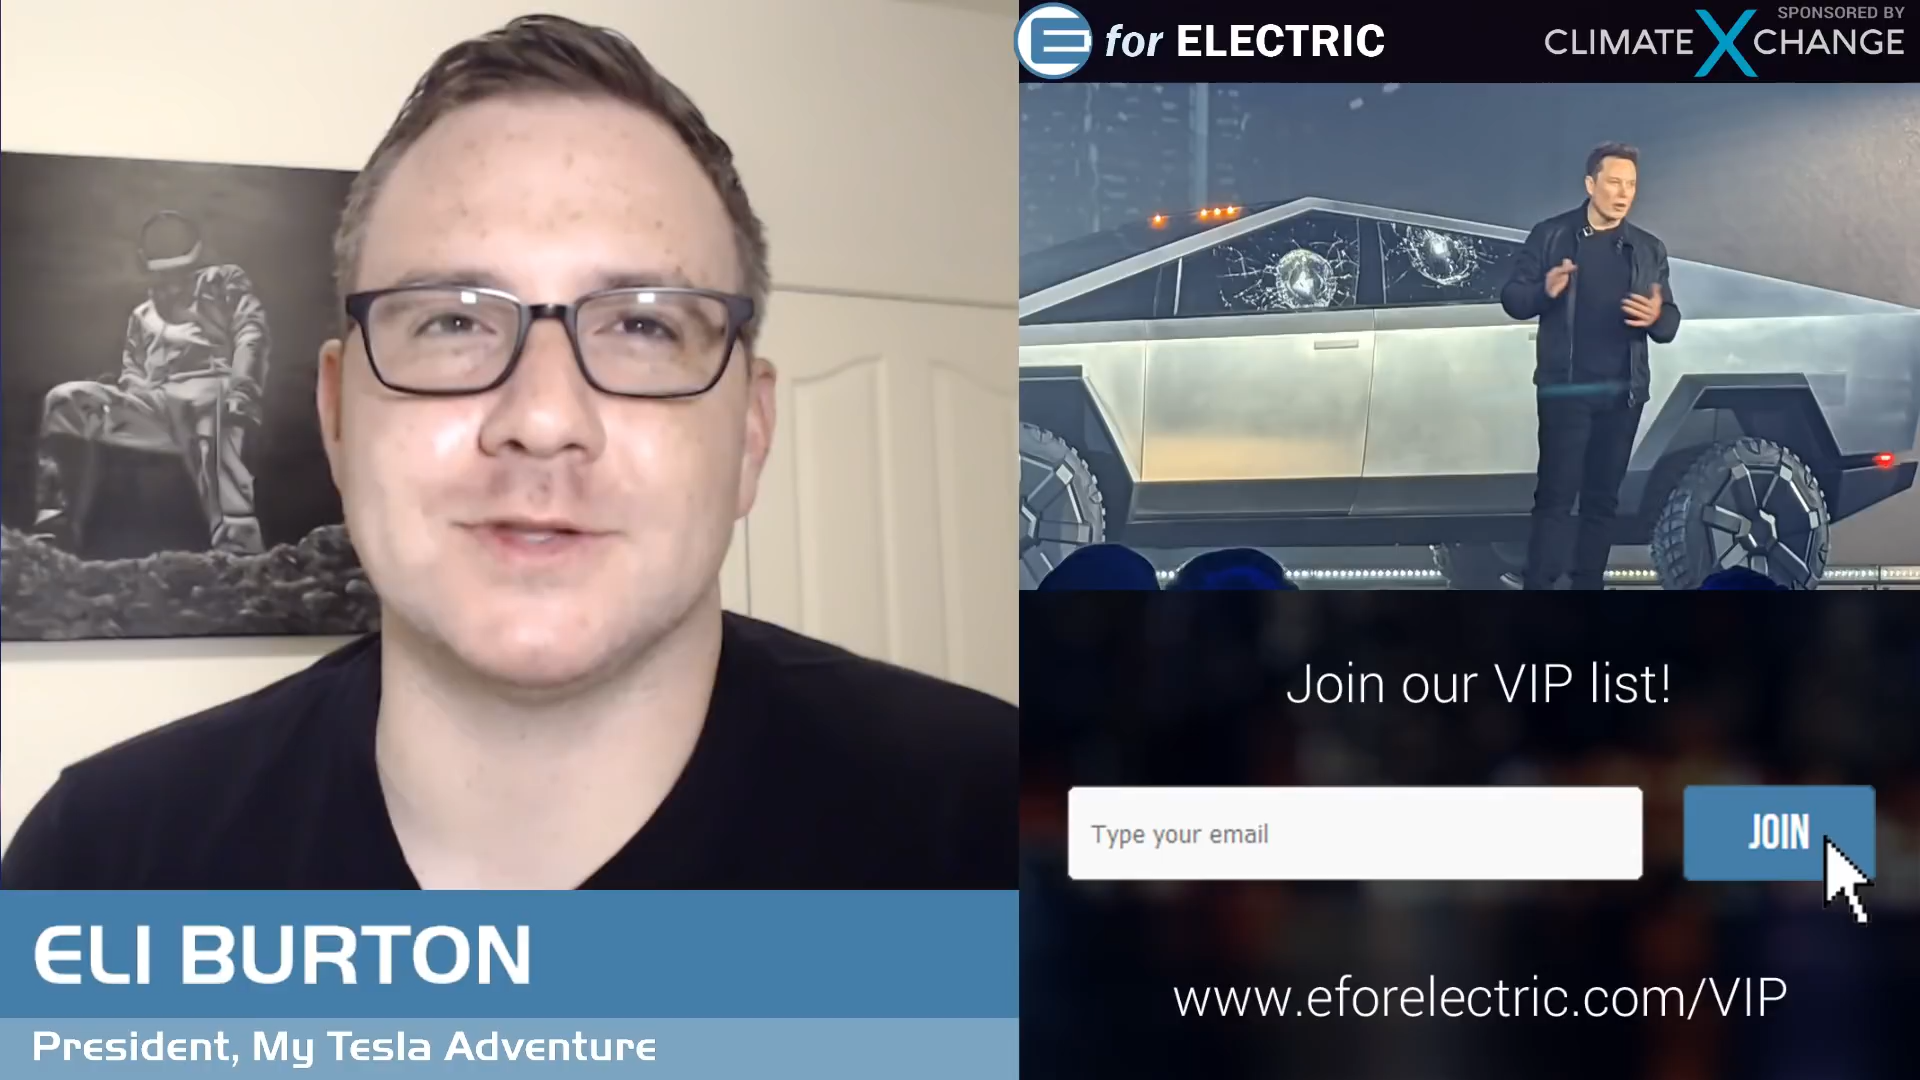 E for ELECTRIC
SPONSORED BY
CLIMATE XCHANGE
Join our VIP list!
Type your email
JOIN
www.eforelectric.com/VIP
ELI BURTON
President, My Tesla Adventure